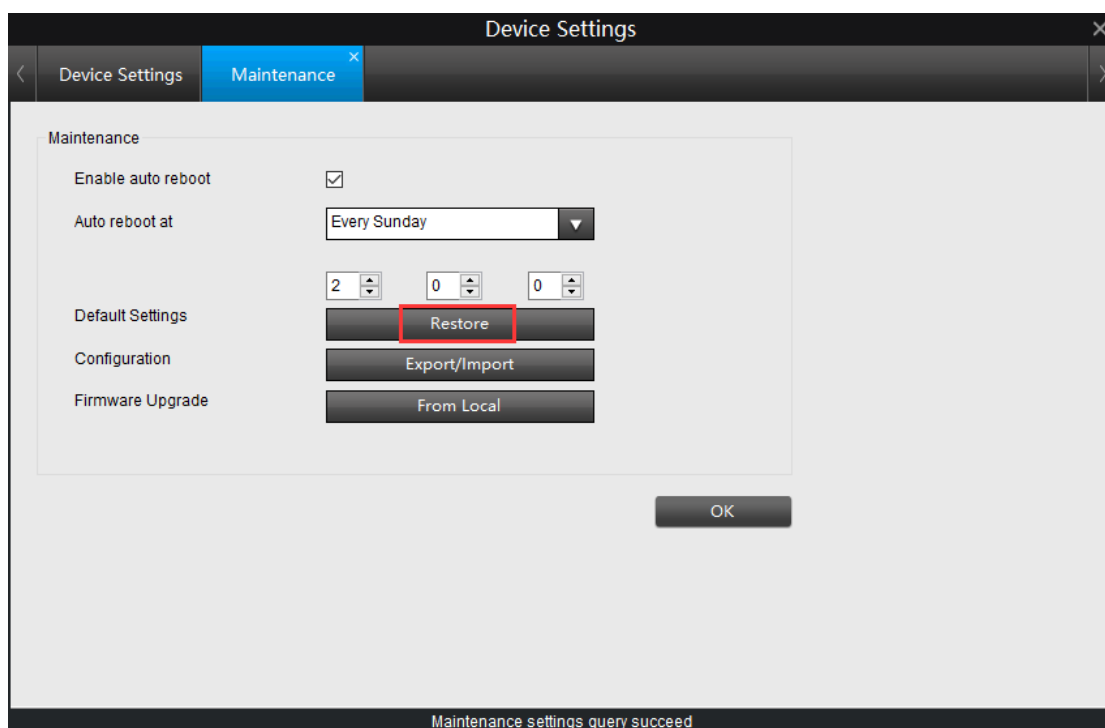 Device Settings
Device Settings Maintenance
Maintenance
Enable auto reboot
Auto reboot at Every Sunday
2 0 0
Default Settings Restore
Configuration Export/Import
Firmware Upgrade From Local
OK
Maintenance settings query succeed